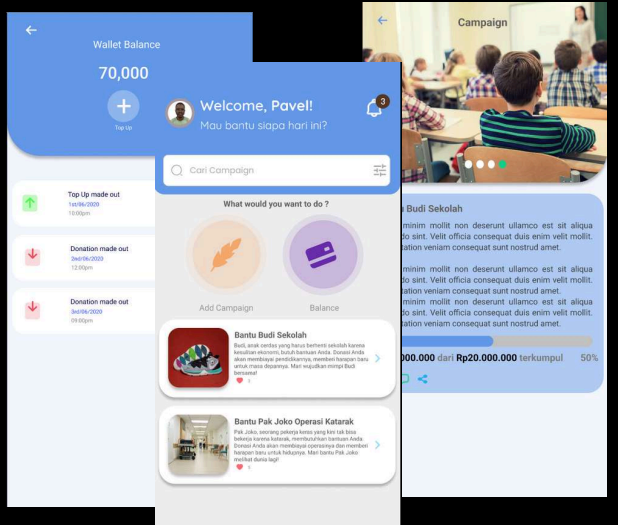 Wallet Balance
70,000
Top Up
Top Up made out
1st/06/2020
10:00pm
Donation made out
2nd/06/2020
12:00pm
Donation made out
3rd/06/2020
09:00pm
Welcome, Pavel!
3
Mau bantu siapa hari ini?
Cari Campaign
What would you want to do ?
Add Campaign
Balance
Bantu Budi Sekolah
Budi, anak cerdas yang harus berhenti sekolah karena
kesulitan ekonomi, butuh bantuan Anda. Donasi Anda
akan membiayai pendidikannya, memberi harapan baru
untuk masa depannya. Mari wujudkan mimpi Budi
bersama!
Bantu Pak Joko Operasi Katarak
Pak Joko, seorang pekerja keras yang kini tak bisa
bekerja karena katarak, membutuhkan bantuan Anda.
Donasi Anda akan membiayai operasinya dan memberi
harapan baru untuk hidupnya. Mari bantu Pak Joko
melihat dunia lagi!
Campaign
Budi Sekolah
minim mollit non deserunt ullamco est sit aliqua
do sint. Velit officia consequat duis enim velit mollit.
tation veniam consequat sunt nostrud amet.
minim mollit non deserunt ullamco est sit aliqua
do sint. Velit officia consequat duis enim velit mollit.
tation veniam consequat sunt nostrud amet.
minim mollit non deserunt ullamco est sit aliqua
do sint. Velit officia consequat duis enim velit mollit.
tation veniam consequat sunt nostrud amet.
000.000 dari Rp20.000.000 terkumpul 50%